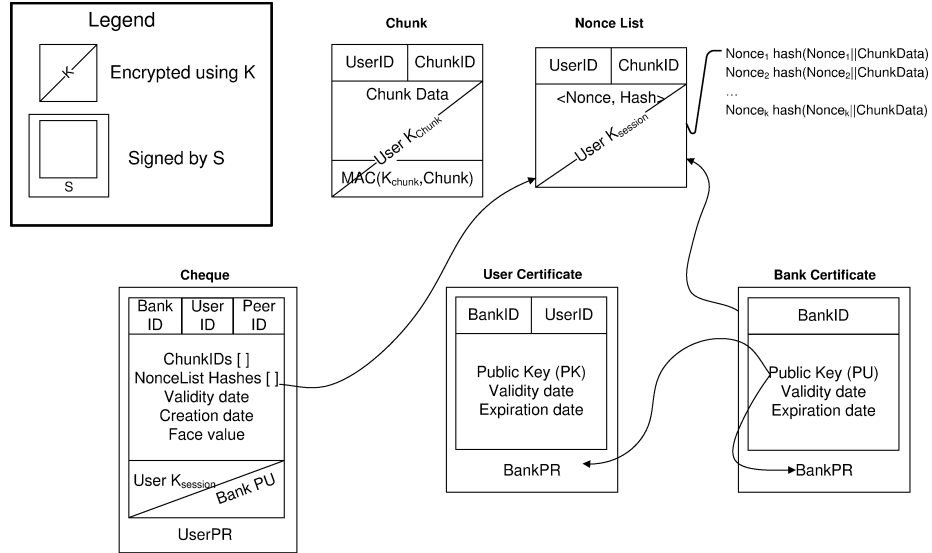 Legend
K
Encrypted using K
S
Signed by S
Chunk
UserID ChunkID
Chunk Data
User Kchunk
MAC(Kchunk,Chunk)
Nonce List
UserID ChunkID
<Nonce, Hash>
User Ksession
Nonce1 hash(Nonce1||ChunkData)
Nonce2 hash(Nonce2||ChunkData)
...
Noncek hash(Noncek||ChunkData)
Cheque
Bank ID
User ID
Peer ID
ChunkIDs [ ]
NonceList Hashes [ ]
Validity date
Creation date
Face value
User Ksession
Bank PU
UserPR
User Certificate
BankID UserID
Public Key (PK)
Validity date
Expiration date
BankPR
Bank Certificate
BankID
Public Key (PU)
Validity date
Expiration date
BankPR